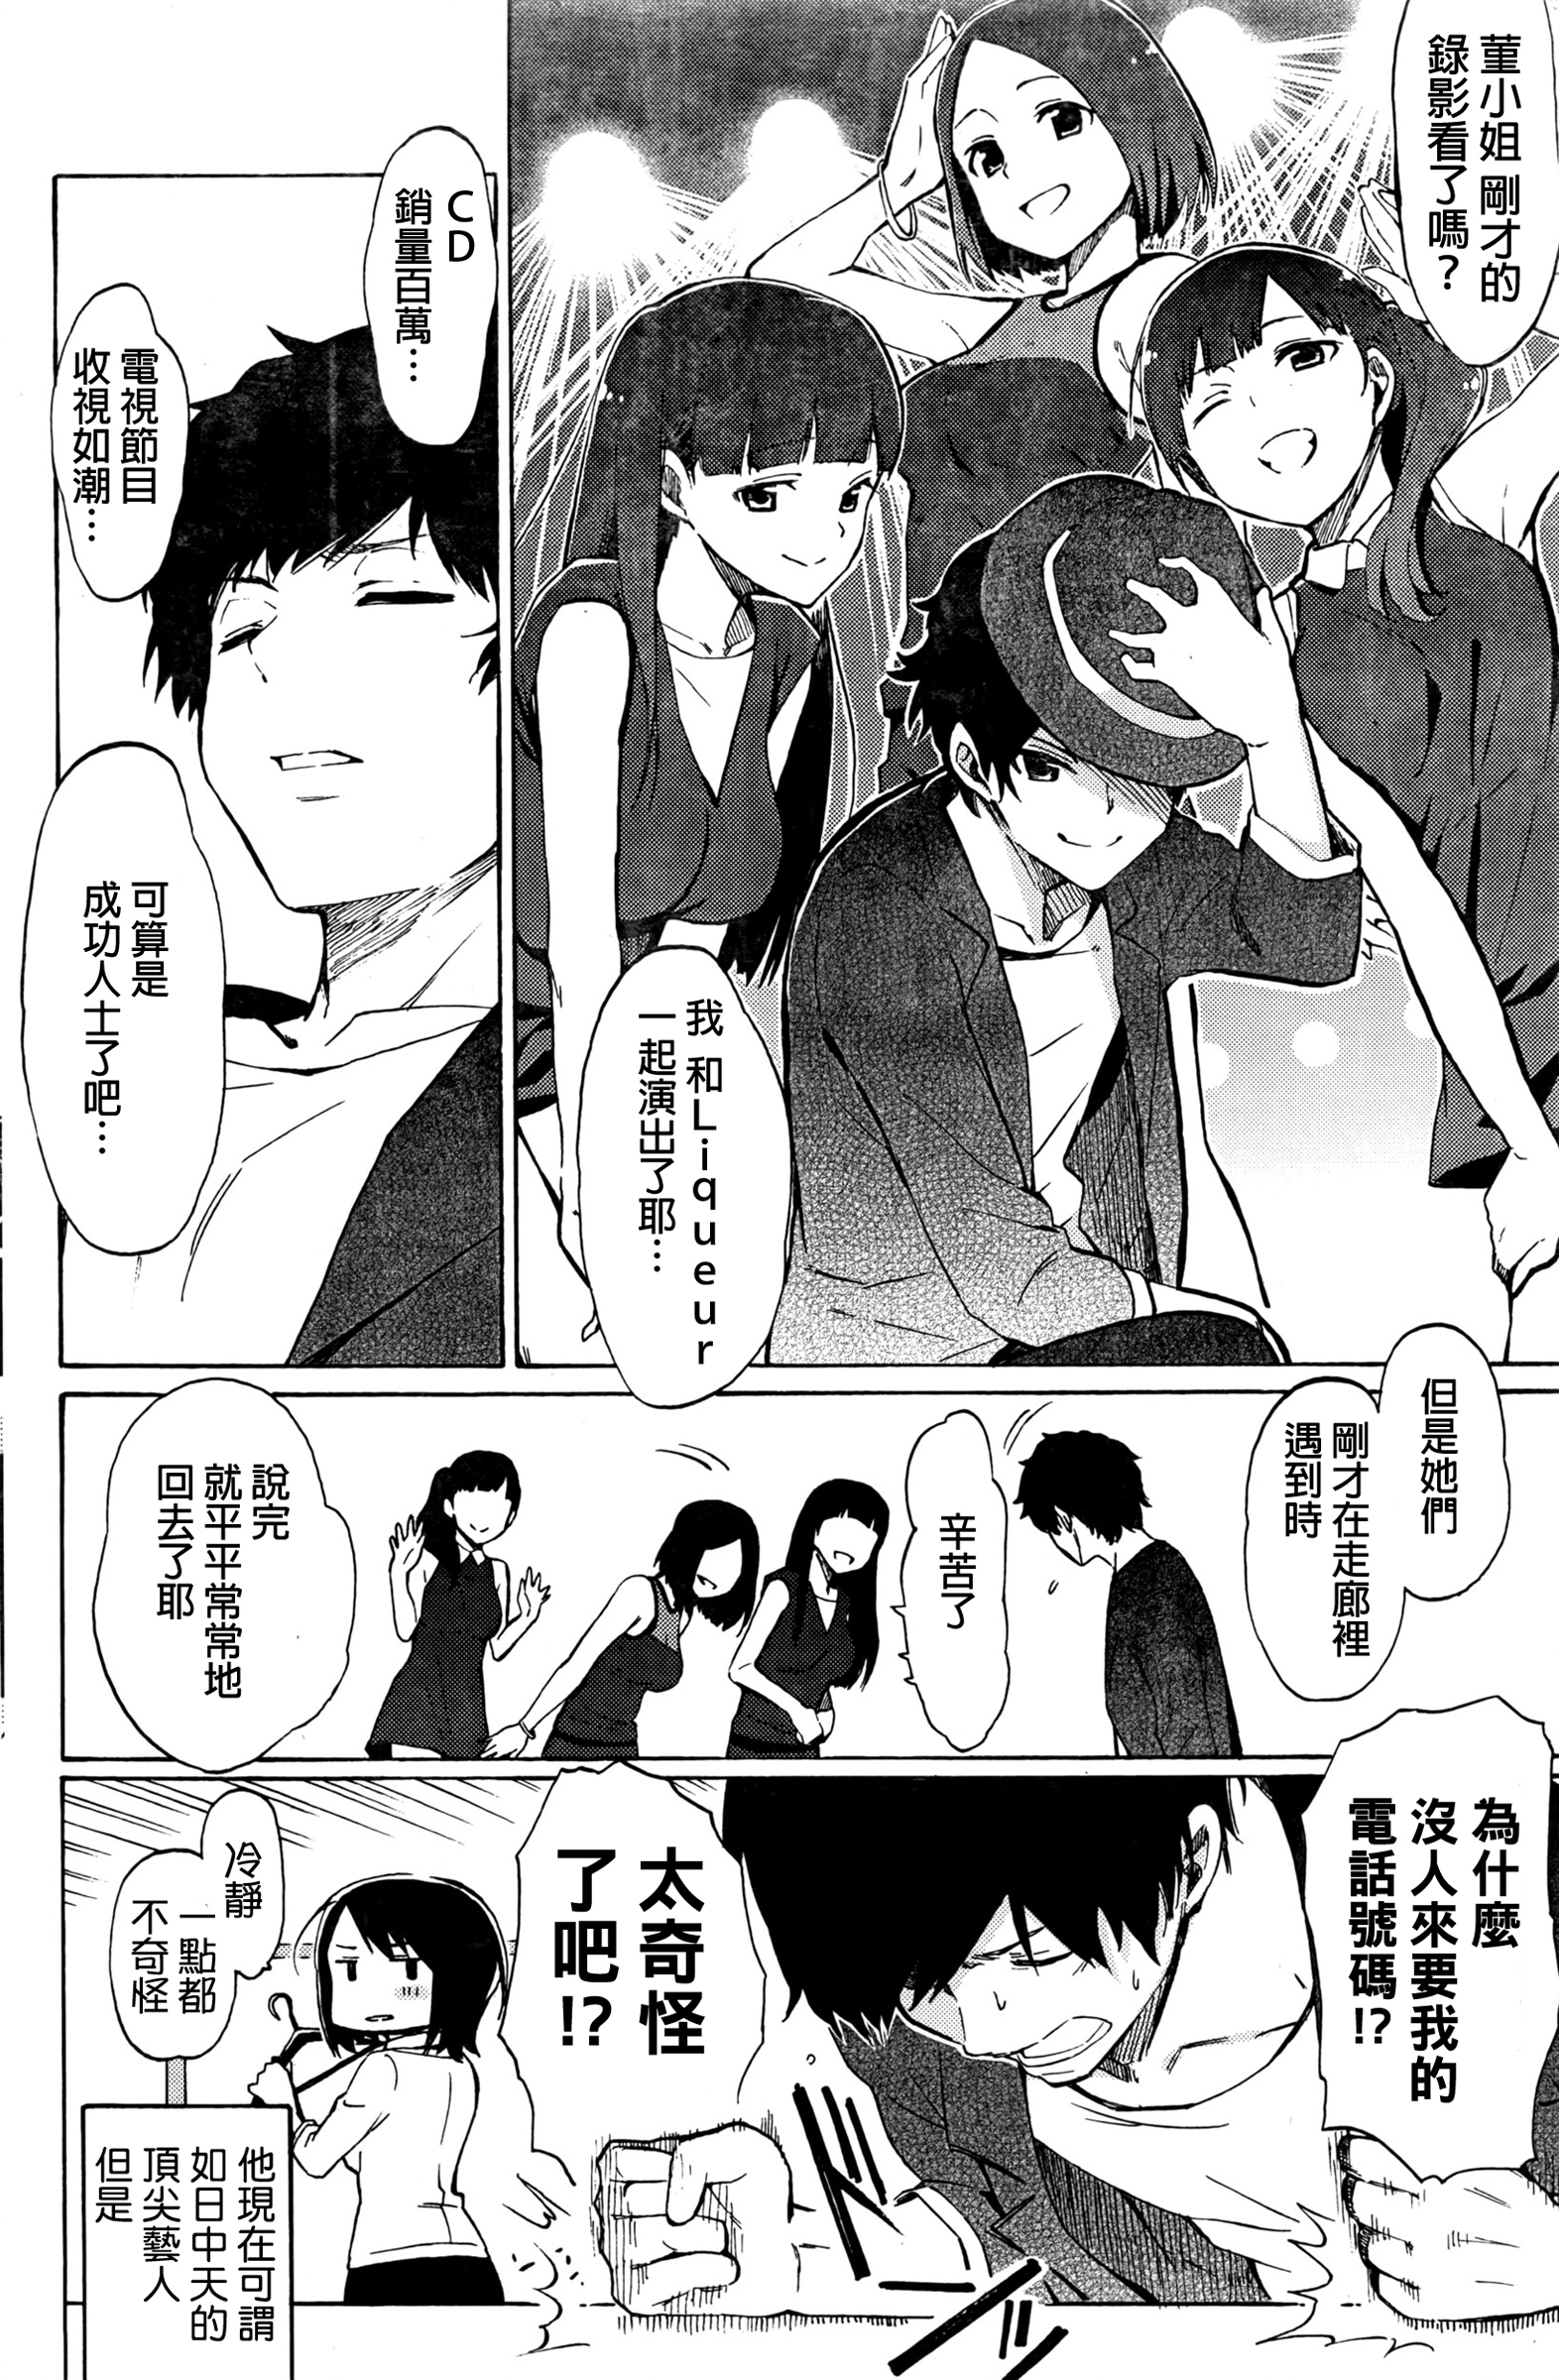 董小姐 剛才的
錄影看了嗎？
我 和Liqueur
一起演出了耶…
CD
銷量百萬…
電視節目
收視如潮…
可算是
成功人士了吧…
但是她們
剛才在走廊裡
遇到時
辛苦了
說完
就平平常常地
回去了耶
為什麼
沒人來要我的
電話號碼!?
太奇怪
了吧!?
ドン
ドン
冷靜
一點都
不奇怪
他現在可謂
如日中天的
頂尖藝人
但是